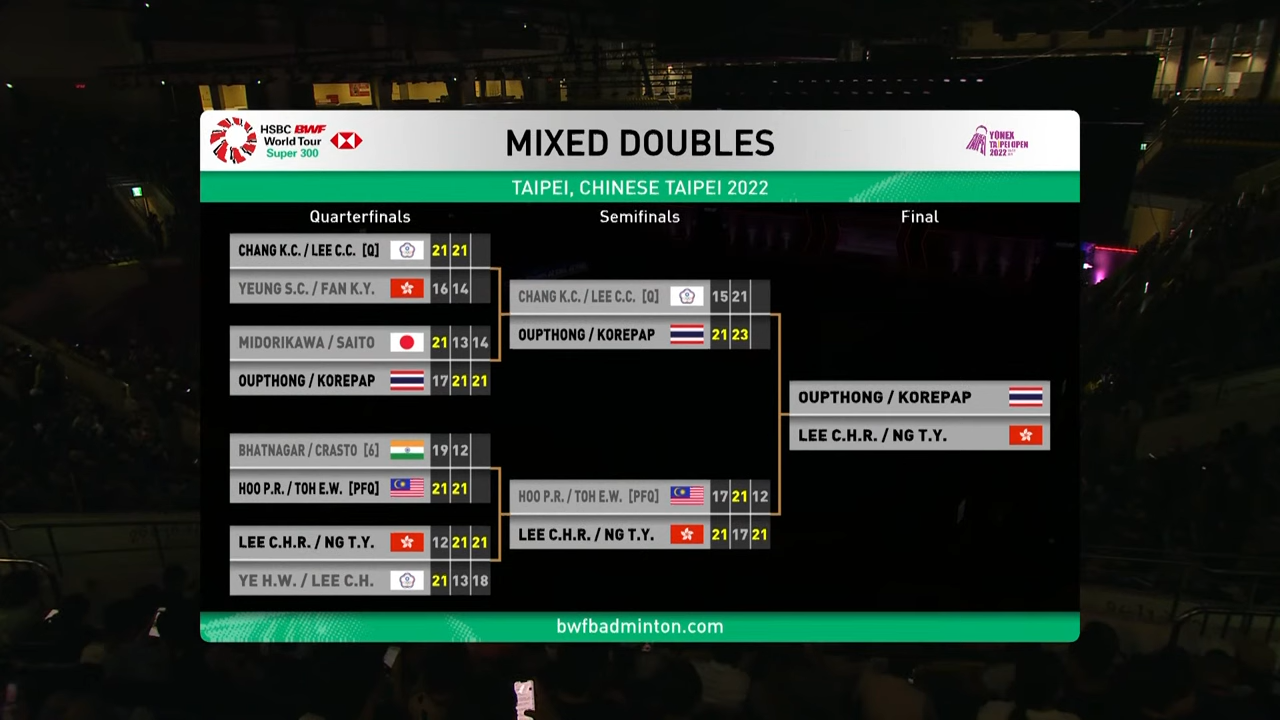 HSBC BWF
World Tour
Super 300
MIXED DOUBLES
YONEX
TAIPEI OPEN
2022
TAIPEI, CHINESE TAIPEI 2022
Quarterfinals
Semifinals
Final
CHANG K.C. / LEE C.C. [Q] 21 21
YEUNG S.C. / FAN K.Y. 16 14
MIDORIKAWA / SAITO 21 13 14
OUPTHONG / KOREPAP 17 21 21
BHATNAGAR / CRASTO [6] 19 12
HOO P.R. / TOH E.W. [PFQ] 21 21
LEE C.H.R. / NG T.Y. 12 21 21
YE H.W. / LEE C.H. 21 13 18
CHANG K.C. / LEE C.C. [Q] 15 21
OUPTHONG / KOREPAP 21 23
HOO P.R. / TOH E.W. [PFQ] 17 21 12
LEE C.H.R. / NG T.Y. 21 17 21
OUPTHONG / KOREPAP
LEE C.H.R. / NG T.Y.
bwfbadminton.com